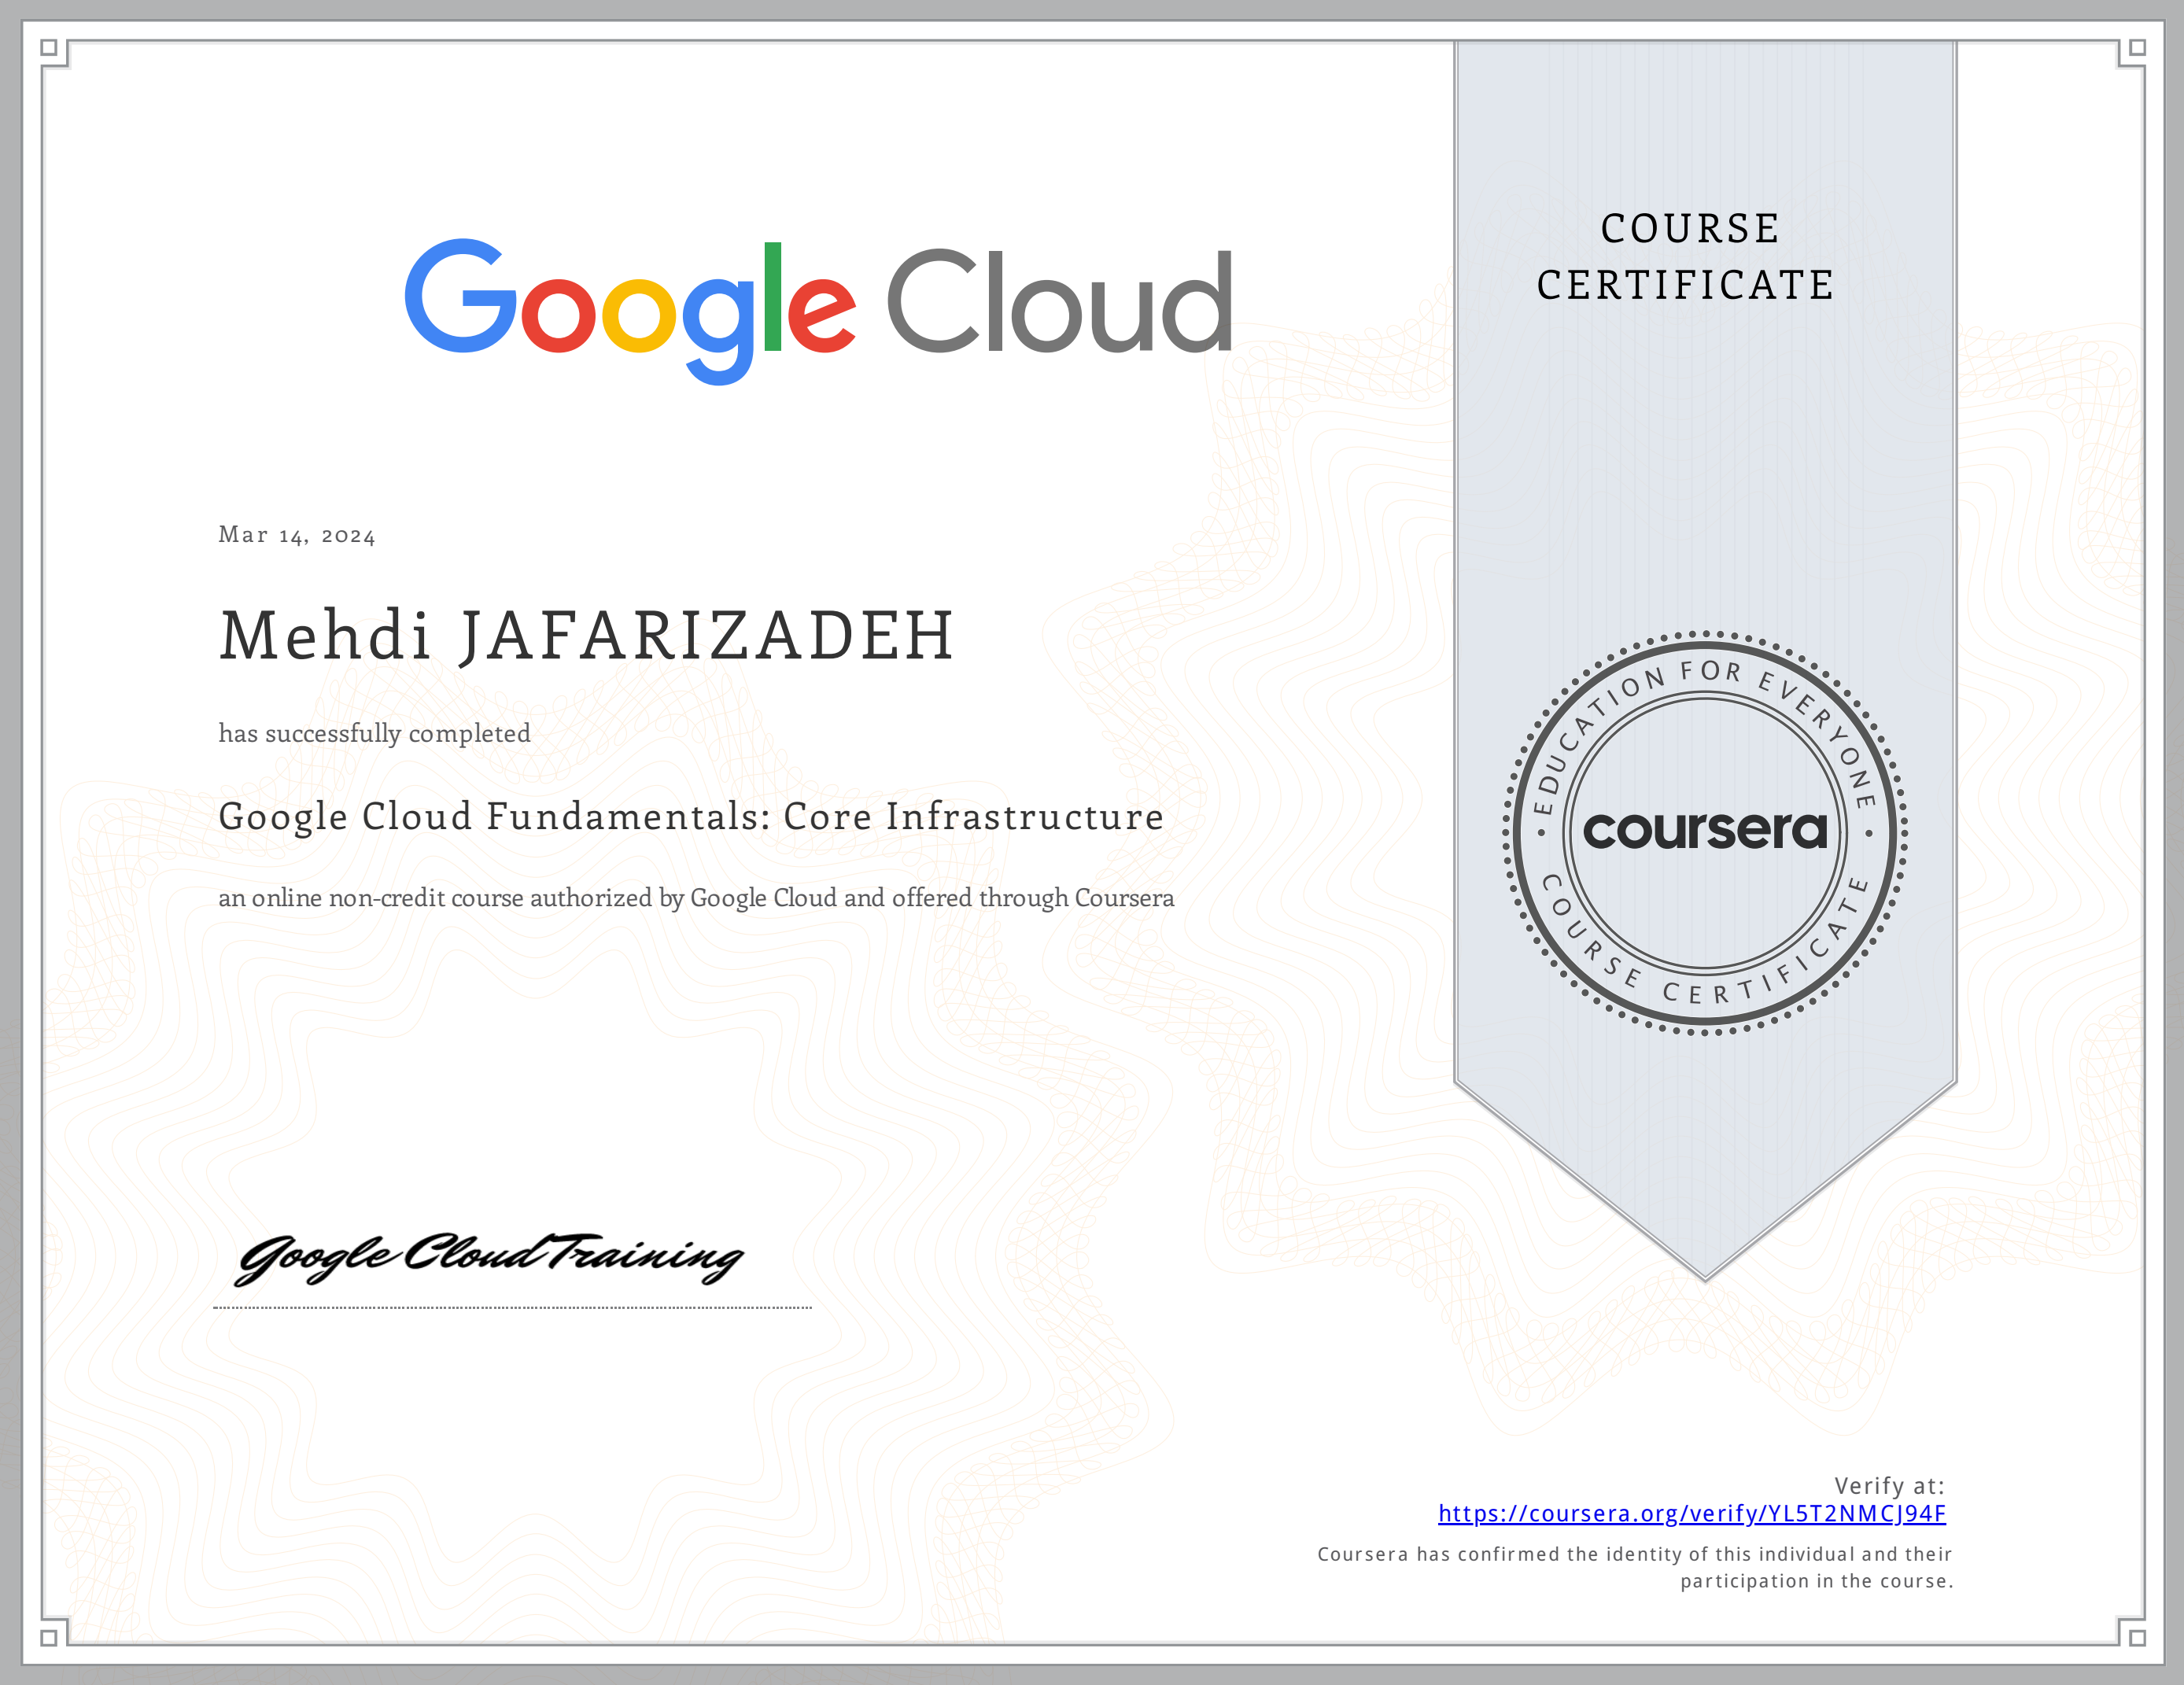 Google Cloud
COURSE
CERTIFICATE
Mar 14, 2024
Mehdi JAFARIZADEH
has successfully completed
Google Cloud Fundamentals: Core Infrastructure
an online non-credit course authorized by Google Cloud and offered through Coursera
EDUCATION FOR EVERYONE
coursera
COURSE CERTIFICATE
Google Cloud Training
Verify at:
https://coursera.org/verify/YL5T2NMCJ94F
Coursera has confirmed the identity of this individual and their
participation in the course.